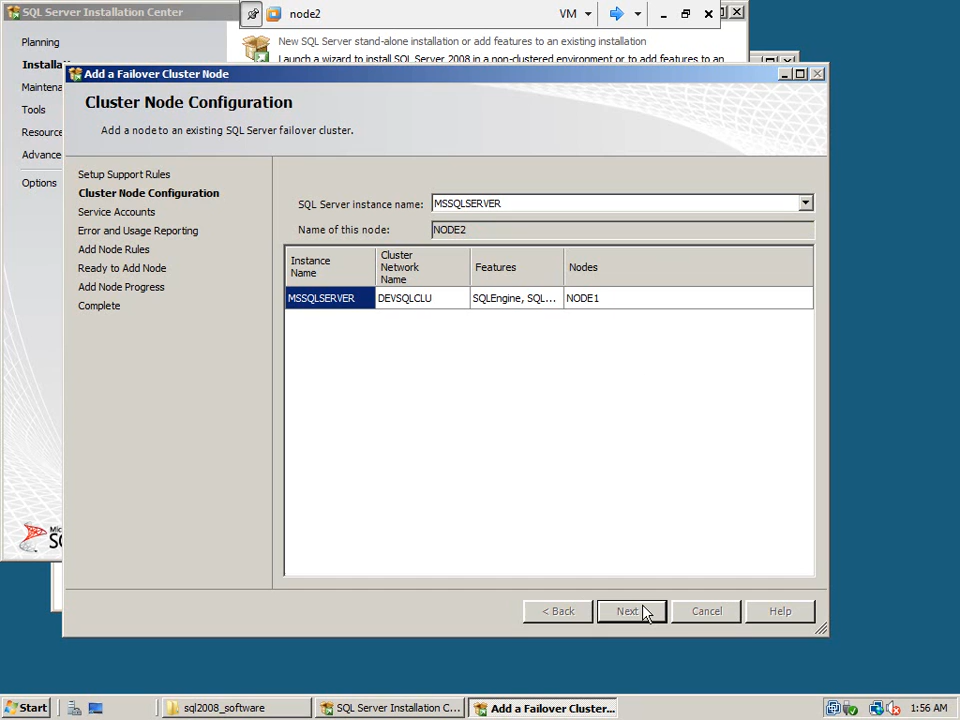 SQL Server Installation Center
node2
VM
Planning
Installa
Maintena
Tools
Resource
Advance
Options
New SQL Server stand-alone installation or add features to an existing installation
Launch a wizard to install SQL Server 2008 in a non-clustered environment or to add features to an
Add a Failover Cluster Node
Cluster Node Configuration
Add a node to an existing SQL Server failover cluster.
Setup Support Rules
Cluster Node Configuration
Service Accounts
Error and Usage Reporting
Add Node Rules
Ready to Add Node
Add Node Progress
Complete
SQL Server instance name:
MSSQLSERVER
Name of this node:
NODE2
Instance Name
Cluster Network Name
Features
Nodes
MSSQLSERVER
DEVSQLCLU
SQLEngine, SQL...
NODE1
< Back
Next
Cancel
Help
Start
sql2008_software
SQL Server Installation C...
Add a Failover Cluster...
1:56 AM